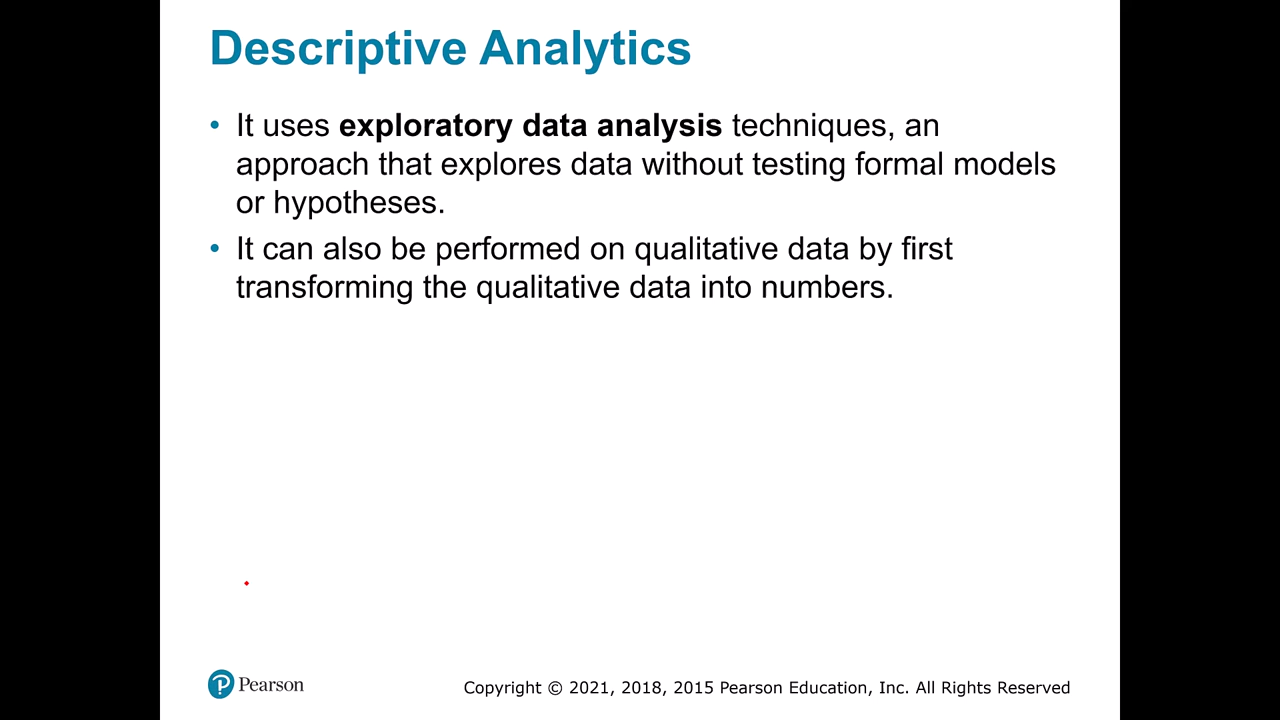 Descriptive Analytics
• It uses exploratory data analysis techniques, an
approach that explores data without testing formal models
or hypotheses.
• It can also be performed on qualitative data by first
transforming the qualitative data into numbers.
P Pearson
Copyright © 2021, 2018, 2015 Pearson Education, Inc. All Rights Reserved